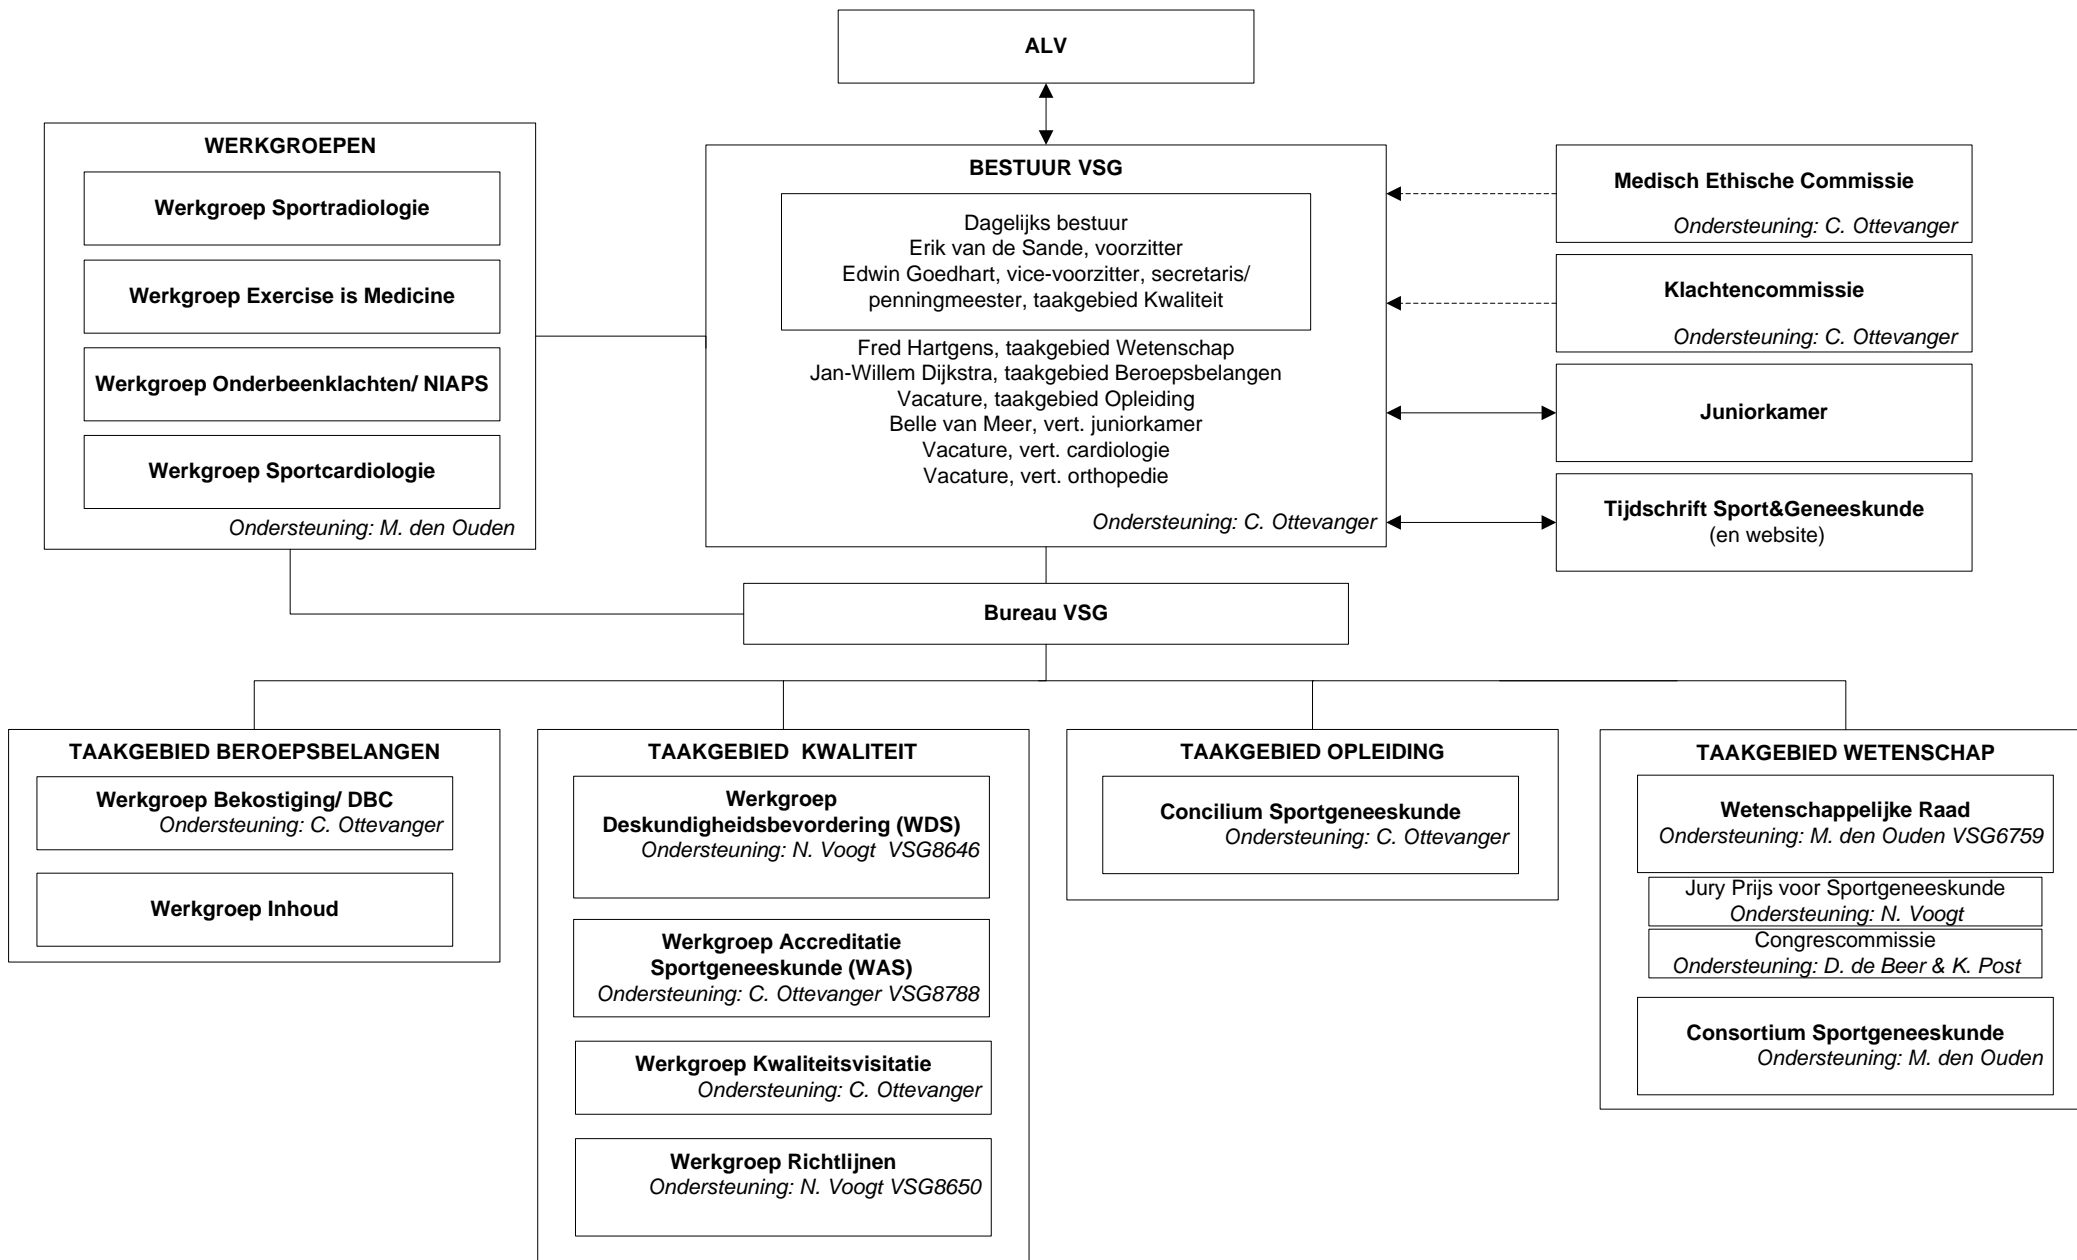 ALV
WERKGROEPEN
Werkgroep Sportradiologie
Werkgroep Exercise is Medicine
Werkgroep Onderbeenklachten/ NIAPS
Werkgroep Sportcardiologie
Ondersteuning: M. den Ouden
BESTUUR VSG
Dagelijks bestuur
Erik van de Sande, voorzitter
Edwin Goedhart, vice-voorzitter, secretaris/
penningmeester, taakgebied Kwaliteit
Fred Hartgens, taakgebied Wetenschap
Jan-Willem Dijkstra, taakgebied Beroepsbelangen
Vacature, taakgebied Opleiding
Belle van Meer, vert. juniorkamer
Vacature, vert. cardiologie
Vacature, vert. orthopedie
Ondersteuning: C. Ottevanger
Medisch Ethische Commissie
Ondersteuning: C. Ottevanger
Klachtencommissie
Ondersteuning: C. Ottevanger
Juniorkamer
Tijdschrift Sport&Geneeskunde
(en website)
Bureau VSG
TAAKGEBIED BEROEPSBELANGEN
Werkgroep Bekostiging/ DBC
Ondersteuning: C. Ottevanger
Werkgroep Inhoud
TAAKGEBIED  KWALITEIT
Werkgroep
Deskundigheidsbevordering (WDS)
Ondersteuning: N. Voogt  VSG8646
Werkgroep Accreditatie
Sportgeneeskunde (WAS)
Ondersteuning: C. Ottevanger VSG8788
Werkgroep Kwaliteitsvisitatie
Ondersteuning: C. Ottevanger
Werkgroep Richtlijnen
Ondersteuning: N. Voogt VSG8650
TAAKGEBIED OPLEIDING
Concilium Sportgeneeskunde
Ondersteuning: C. Ottevanger
TAAKGEBIED WETENSCHAP
Wetenschappelijke Raad
Ondersteuning: M. den Ouden VSG6759
Jury Prijs voor Sportgeneeskunde
Ondersteuning: N. Voogt
Congrescommissie
Ondersteuning: D. de Beer & K. Post
Consortium Sportgeneeskunde
Ondersteuning: M. den Ouden